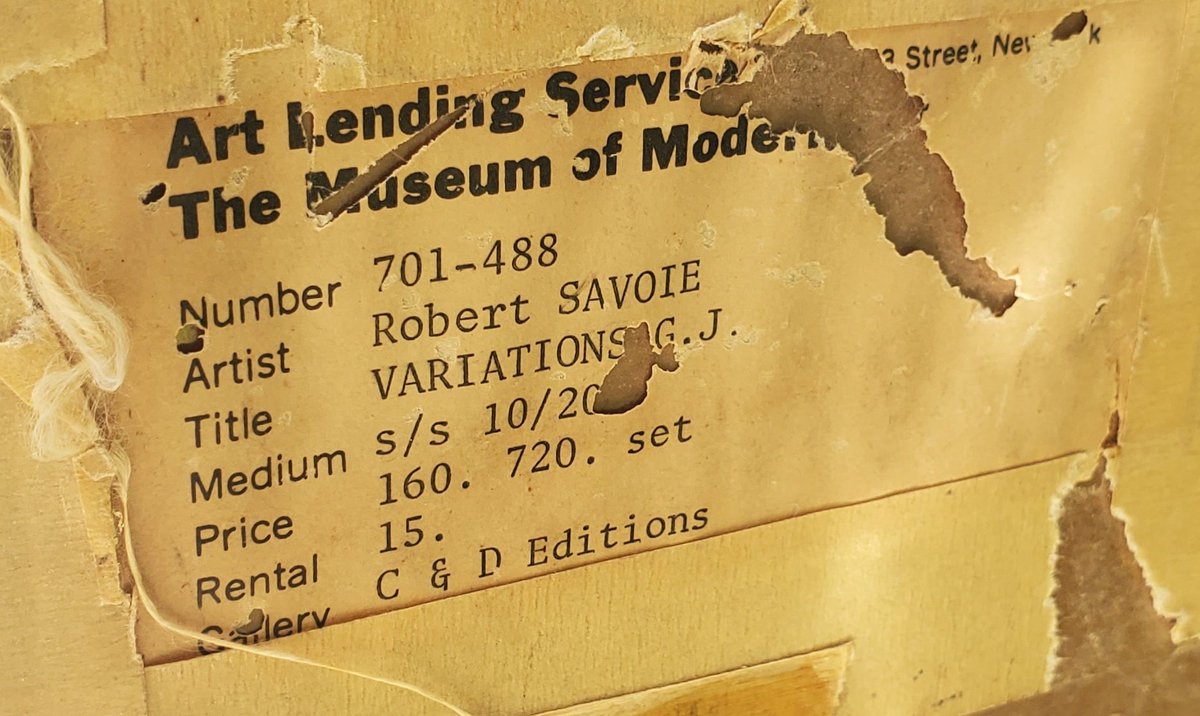 Art Lending Service 3 Street, New k
The Museum of Modern
Number 701-488
Artist Robert SAVOIE
Title VARIATIONS G.J.
Medium s/s 10/20
Price 160. 720. set
Rental 15.
Gallery C & D Editions